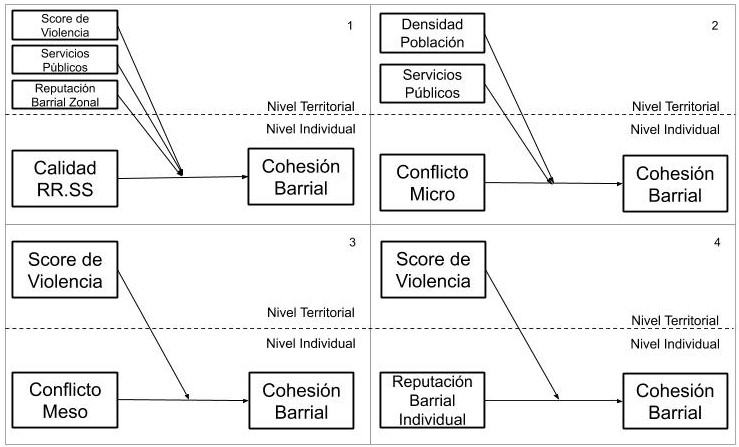 Score de
Violencia
1
Servicios
Públicos
Reputación
Barrial Zonal
Nivel Territorial
Nivel Individual
Calidad
RR.SS
Cohesión
Barrial
Densidad
Población
2
Servicios
Públicos
Nivel Territorial
Nivel Individual
Conflicto
Micro
Cohesión
Barrial
3
Score de
Violencia
Nivel Territorial
Nivel Individual
Conflicto
Meso
Cohesión
Barrial
4
Score de
Violencia
Nivel Territorial
Nivel Individual
Reputación
Barrial
Individual
Cohesión
Barrial